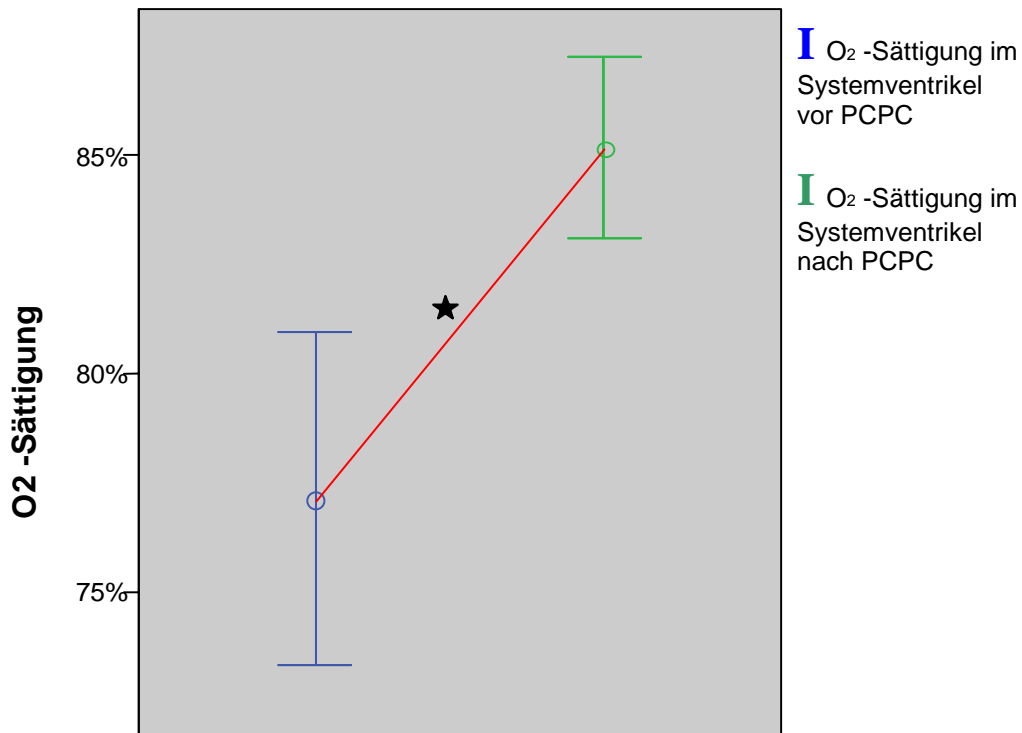 I O2 -Sättigung im
Systemventrikel
vor PCPC
I O2 -Sättigung im
Systemventrikel
nach PCPC
O2 -Sättigung
85%
80%
75%